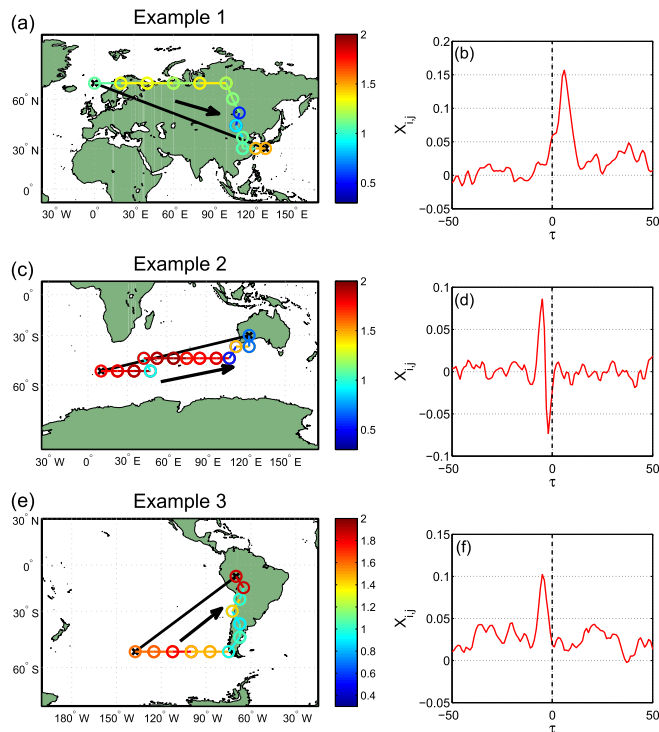 (a) Example 1
60° N
30° N
0°
30° W 0° 30° E 60° E 90° E 120° E 150° E
2
1.5
1
0.5
(b)
0.20
0.15
0.10
0.05
0
−0.05
X i,j
−50 0 50
τ
(c) Example 2
0°
30° S
60° S
30° W 0° 30° E 60° E 90° E 120° E 150° E
2
1.5
1
0.5
(d)
0.1
0.05
0
−0.05
−0.1
X i,j
−50 0 50
τ
(e) Example 3
30° N
0°
30° S
60° S
180° W 150° W 120° W 90° W 60° W 30° W
2
1.8
1.6
1.4
1.2
1
0.8
0.6
0.4
(f)
0.2
0.15
0.1
0.05
0
−0.05
X i,j
−50 0 50
τ